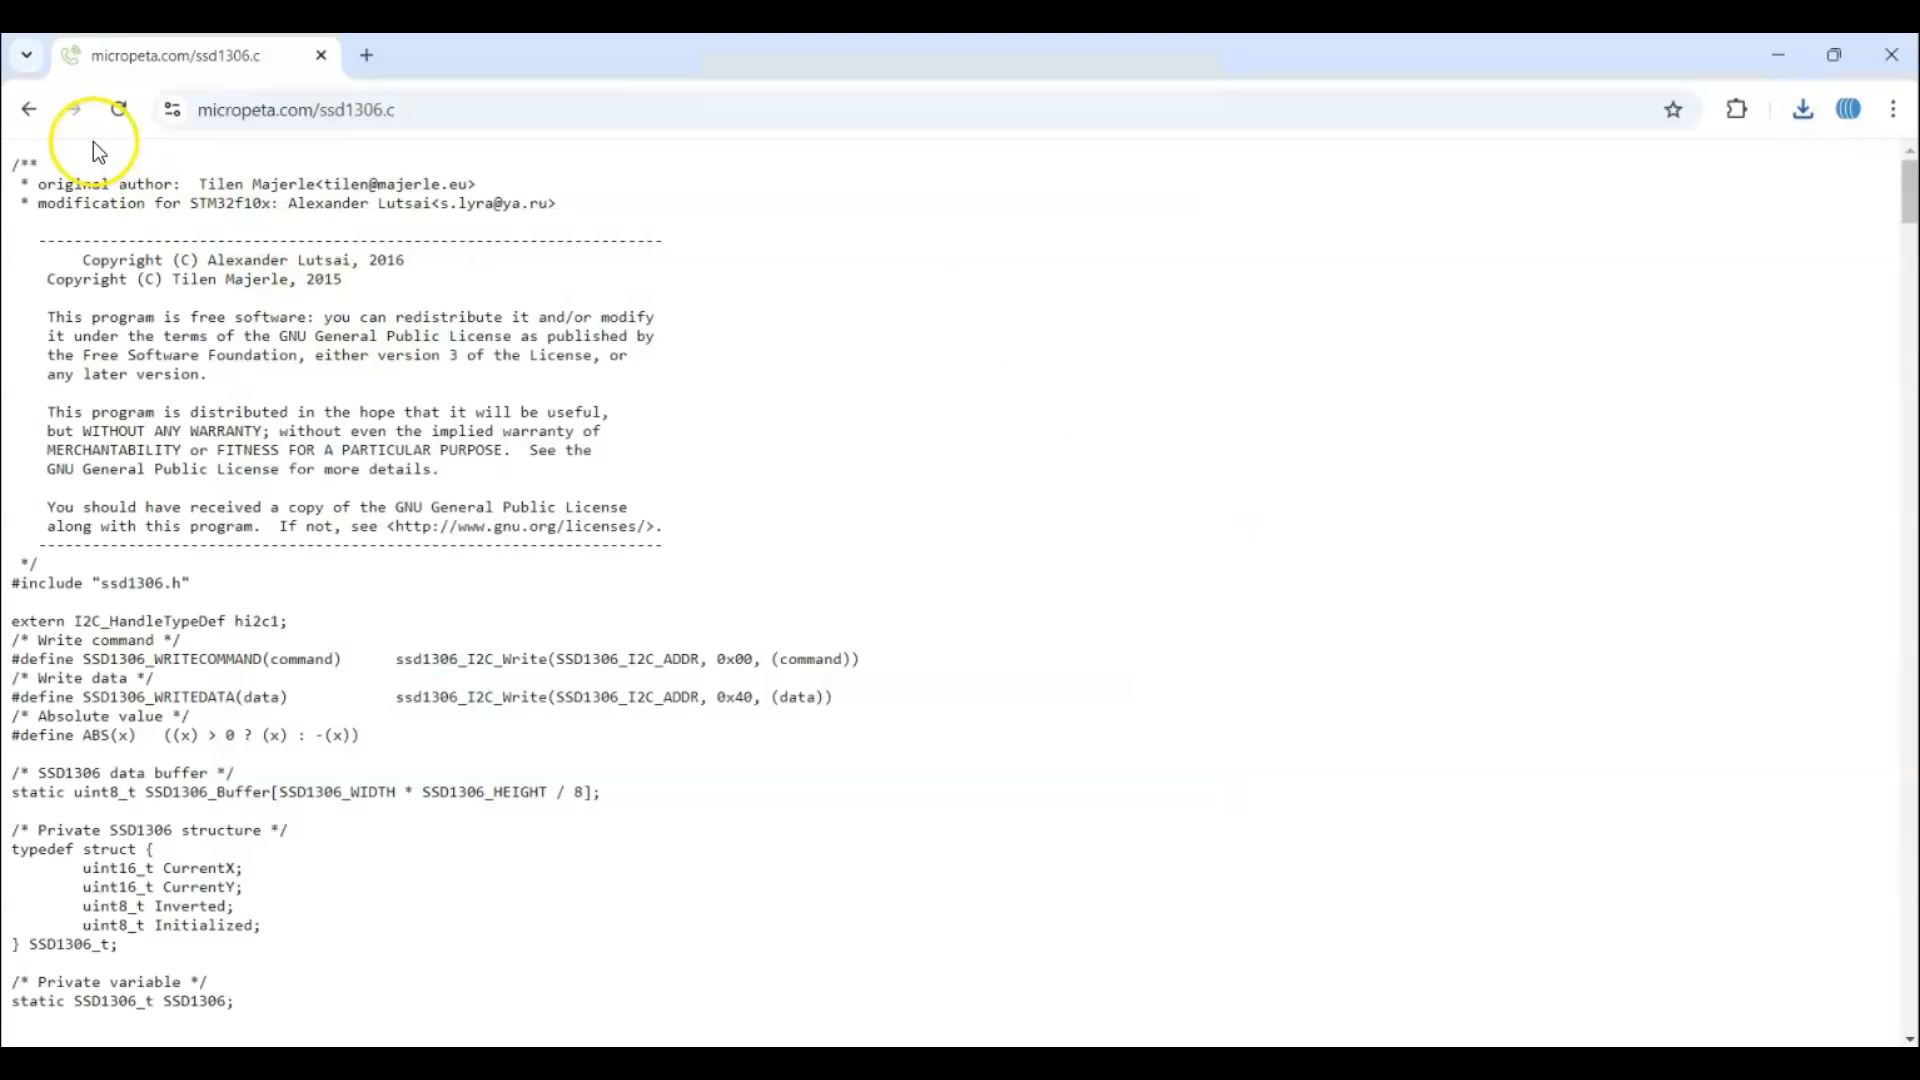 micropeta.com/ssd1306.c
micropeta.com/ssd1306.c
/**
 * original author:  Tilen Majerle<tilen@majerle.eu>
 * modification for STM32f10x: Alexander Lutsai<s.lyra@ya.ru>
   ----------------------------------------------------------------------
        Copyright (C) Alexander Lutsai, 2016
    Copyright (C) Tilen Majerle, 2015
    This program is free software: you can redistribute it and/or modify
    it under the terms of the GNU General Public License as published by
    the Free Software Foundation, either version 3 of the License, or
    any later version.
    This program is distributed in the hope that it will be useful,
    but WITHOUT ANY WARRANTY; without even the implied warranty of
    MERCHANTABILITY or FITNESS FOR A PARTICULAR PURPOSE.  See the
    GNU General Public License for more details.
    You should have received a copy of the GNU General Public License
    along with this program.  If not, see <http://www.gnu.org/licenses/>.
   ----------------------------------------------------------------------
 */
#include "ssd1306.h"
extern I2C_HandleTypeDef hi2c1;
/* Write command */
#define SSD1306_WRITECOMMAND(command)      ssd1306_I2C_Write(SSD1306_I2C_ADDR, 0x00, (command))
/* Write data */
#define SSD1306_WRITEDATA(data)            ssd1306_I2C_Write(SSD1306_I2C_ADDR, 0x40, (data))
/* Absolute value */
#define ABS(x)   ((x) > 0 ? (x) : -(x))
/* SSD1306 data buffer */
static uint8_t SSD1306_Buffer[SSD1306_WIDTH * SSD1306_HEIGHT / 8];
/* Private SSD1306 structure */
typedef struct {
        uint16_t CurrentX;
        uint16_t CurrentY;
        uint8_t Inverted;
        uint8_t Initialized;
} SSD1306_t;
/* Private variable */
static SSD1306_t SSD1306;